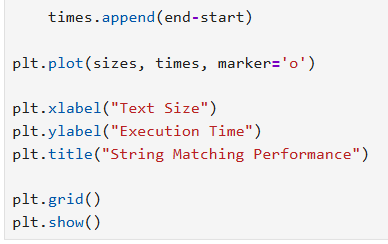 times.append(end-start)
plt.plot(sizes, times, marker='o')
plt.xlabel("Text Size")
plt.ylabel("Execution Time")
plt.title("String Matching Performance")
plt.grid()
plt.show()